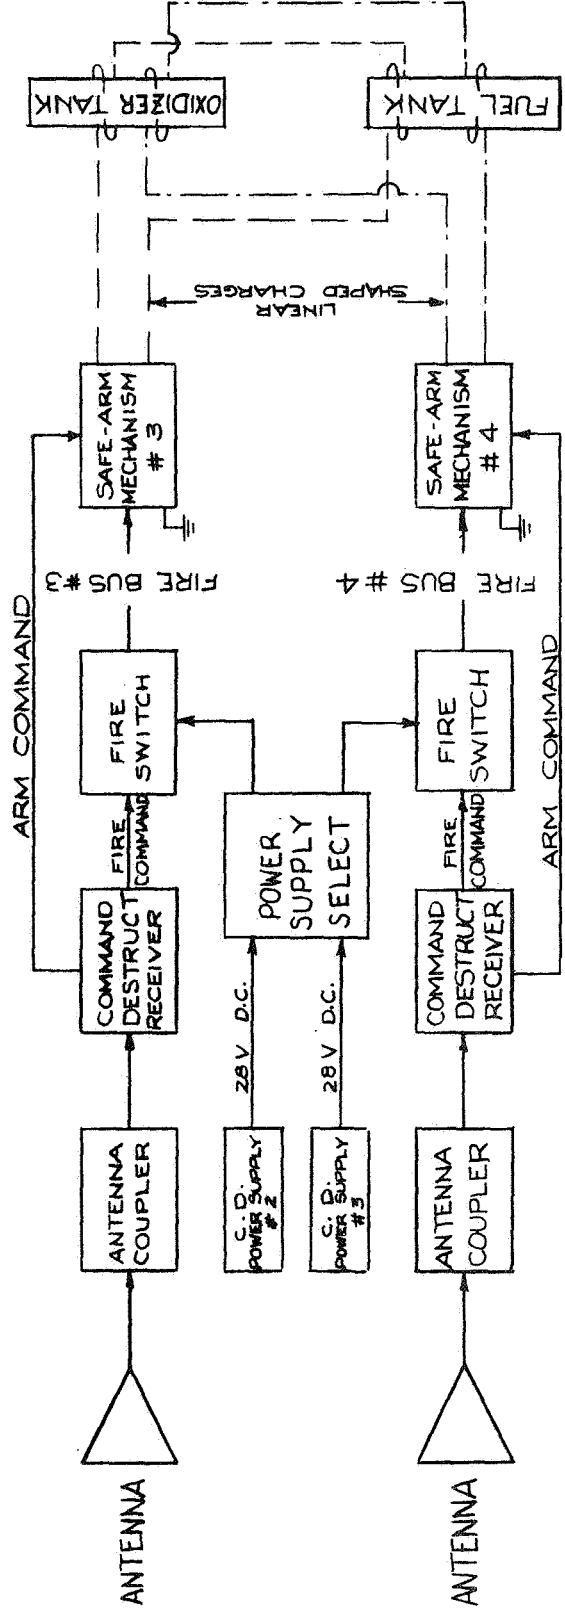 OXIDIZER TANK
FUEL TANK
LINEAR
SHAPED CHARGES
SAFE-ARM
MECHANISM
#3
SAFE-ARM
MECHANISM
#4
FIRE BUS #3
FIRE BUS #4
ARM COMMAND
FIRE
SWITCH
FIRE
SWITCH
ARM COMMAND
FIRE
COMMAND
FIRE
COMMAND
POWER
SUPPLY
SELECT
COMMAND
DESTRUCT
RECEIVER
COMMAND
DESTRUCT
RECEIVER
28V D.C.
28V D.C.
ANTENNA
COUPLER
C. D.
POWER SUPPLY
#2
C. D.
POWER SUPPLY
#3
ANTENNA
COUPLER
ANTENNA
ANTENNA